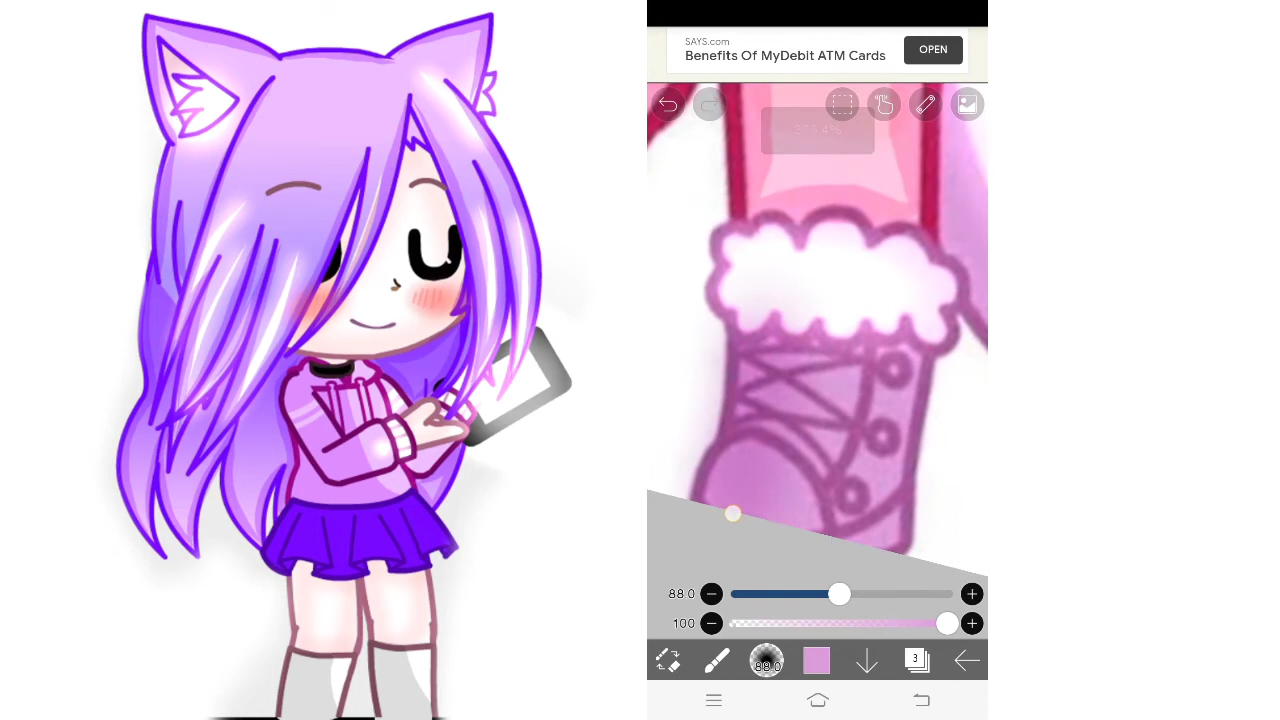 SAYS.com
Benefits Of MyDebit ATM Cards
OPEN
88.0
100
88.0
3